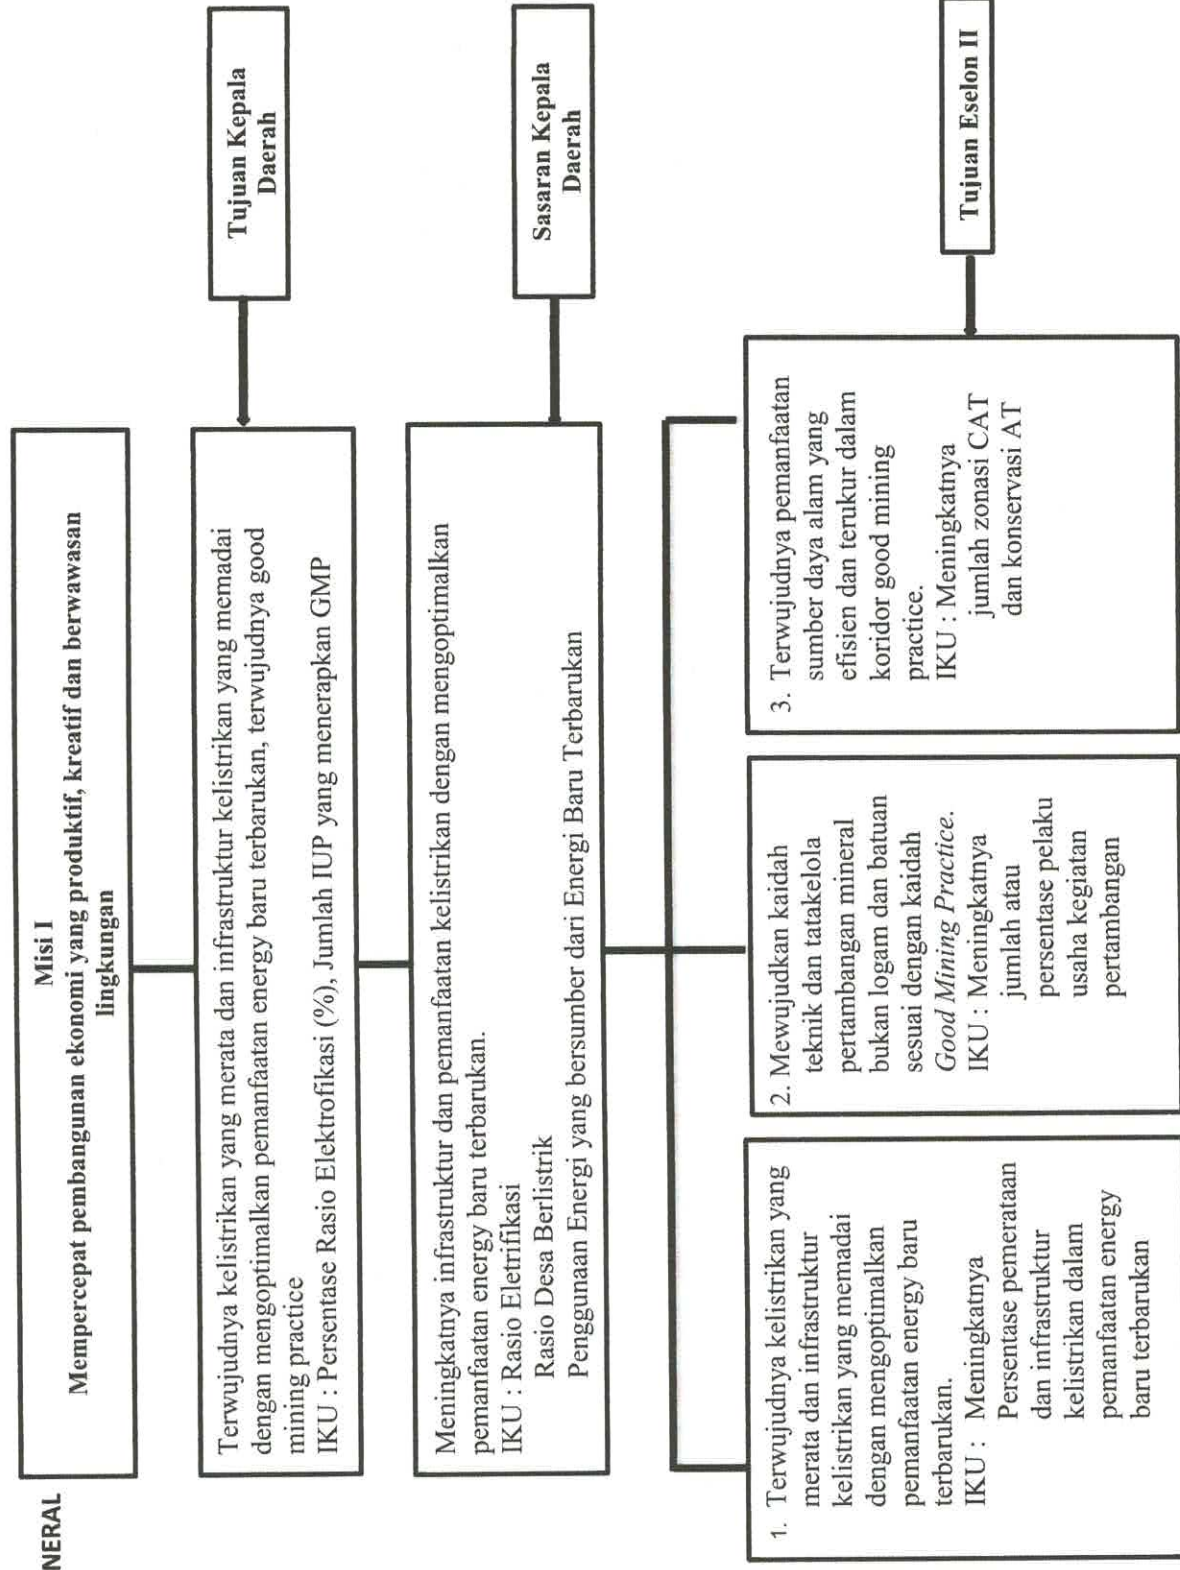 NERAL
Misi I
Mempercepat pembangunan ekonomi yang produktif, kreatif dan berwawasan
lingkungan
Terwujudnya kelistrikan yang merata dan infrastruktur kelistrikan yang memadai
dengan mengoptimalkan pemanfaatan energy baru terbarukan, terwujudnya good
mining practice
IKU : Persentase Rasio Elektrofikasi (%), Jumlah IUP yang menerapkan GMP
Tujuan Kepala
Daerah
Meningkatnya infrastruktur dan pemanfaatan kelistrikan dengan mengoptimalkan
pemanfaatan energy baru terbarukan.
IKU : Rasio Eletrifikasi
Rasio Desa Berlistrik
Penggunaan Energi yang bersumber dari Energi Baru Terbarukan
Sasaran Kepala
Daerah
1. Terwujudnya kelistrikan yang
merata dan infrastruktur
kelistrikan yang memadai
dengan mengoptimalkan
pemanfaatan energy baru
terbarukan.
IKU : Meningkatnya
Persentase pemerataan
dan infrastruktur
kelistrikan dalam
pemanfaatan energy
baru terbarukan
2. Mewujudkan kaidah
teknik dan tatakelola
pertambangan mineral
bukan logam dan batuan
sesuai dengan kaidah
Good Mining Practice.
IKU : Meningkatnya
jumlah atau
persentase pelaku
usaha kegiatan
pertambangan
3. Terwujudnya pemanfaatan
sumber daya alam yang
efisien dan terukur dalam
koridor good mining
practice.
IKU : Meningkatnya
jumlah zonasi CAT
dan konservasi AT
Tujuan Eselon II